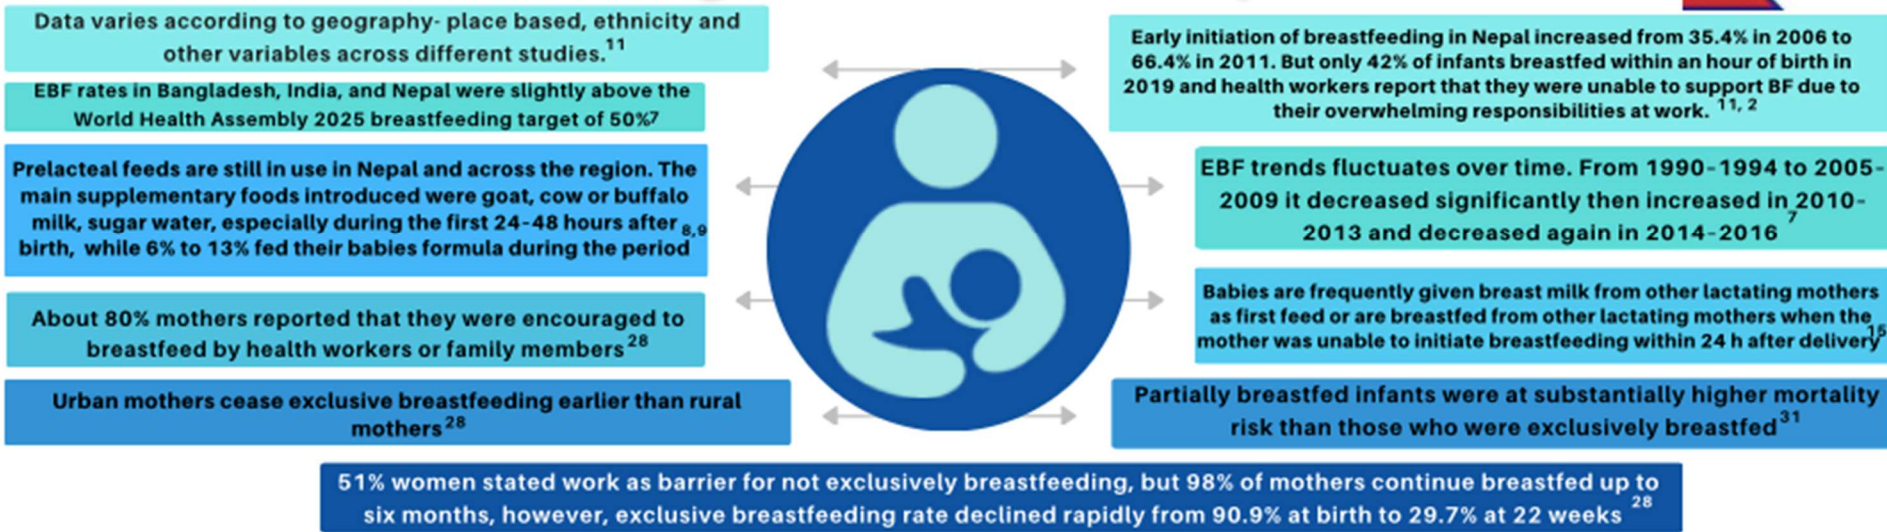 Data varies according to geography- place based, ethnicity and
other variables across different studies.11
EBF rates in Bangladesh, India, and Nepal were slightly above the
World Health Assembly 2025 breastfeeding target of 50%7
Prelacteal feeds are still in use in Nepal and across the region. The
main supplementary foods introduced were goat, cow or buffalo
milk, sugar water, especially during the first 24-48 hours after 8,9
birth, while 6% to 13% fed their babies formula during the period
About 80% mothers reported that they were encouraged to
breastfeed by health workers or family members 28
Urban mothers cease exclusive breastfeeding earlier than rural
mothers 28
Early initiation of breastfeeding in Nepal increased from 35.4% in 2006 to
66.4% in 2011. But only 42% of infants breastfed within an hour of birth in
2019 and health workers report that they were unable to support BF due to
their overwhelming responsibilities at work. 11, 2
EBF trends fluctuates over time. From 1990-1994 to 2005-
2009 it decreased significantly then increased in 2010-
2013 and decreased again in 2014-2016 7
Babies are frequently given breast milk from other lactating mothers
as first feed or are breastfed from other lactating mothers when the
mother was unable to initiate breastfeeding within 24 h after delivery 15
Partially breastfed infants were at substantially higher mortality
risk than those who were exclusively breastfed 31
51% women stated work as barrier for not exclusively breastfeeding, but 98% of mothers continue breastfed up to
six months, however, exclusive breastfeeding rate declined rapidly from 90.9% at birth to 29.7% at 22 weeks 28